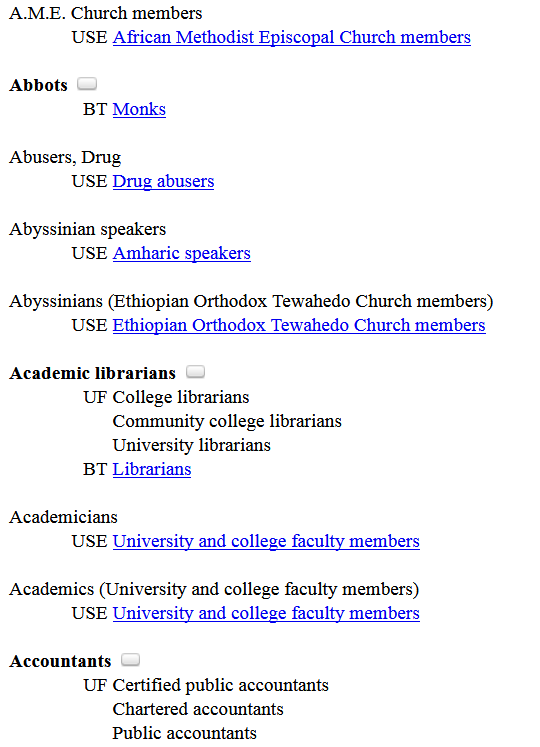 A.M.E. Church members
USE African Methodist Episcopal Church members
Abbots
BT Monks
Abusers, Drug
USE Drug abusers
Abyssinian speakers
USE Amharic speakers
Abyssinians (Ethiopian Orthodox Tewahedo Church members)
USE Ethiopian Orthodox Tewahedo Church members
Academic librarians
UF College librarians
Community college librarians
University librarians
BT Librarians
Academicians
USE University and college faculty members
Academics (University and college faculty members)
USE University and college faculty members
Accountants
UF Certified public accountants
Chartered accountants
Public accountants